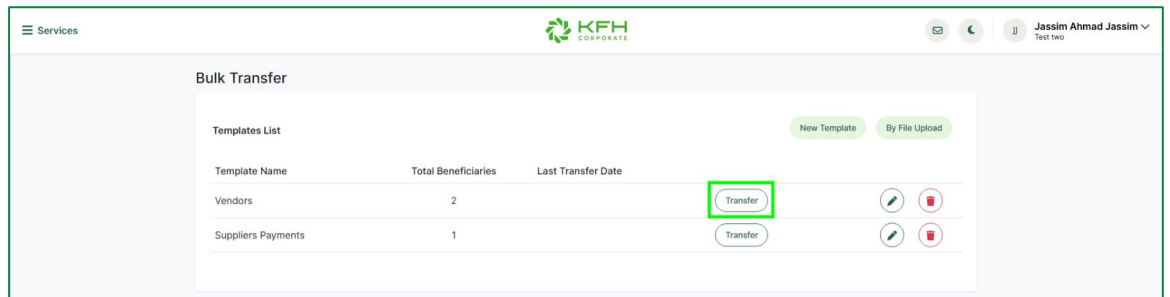 Services
KFH
CORPORATE
JJ
Jassim Ahmad Jassim
Test two
Bulk Transfer
Templates List
New Template
By File Upload
Template Name Total Beneficiaries Last Transfer Date
Vendors 2 Transfer
Suppliers Payments 1 Transfer